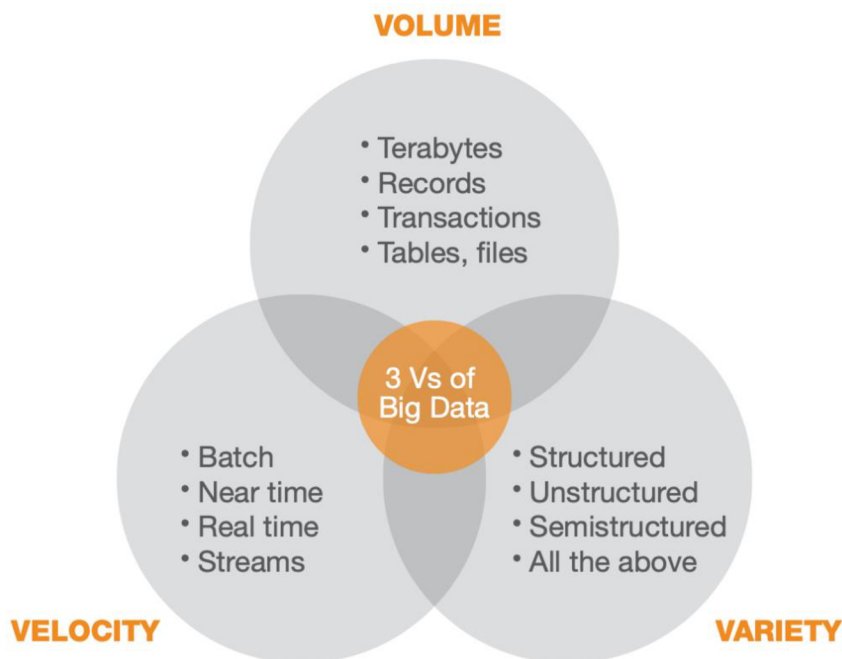 VOLUME
• Terabytes
• Records
• Transactions
• Tables, files
3 Vs of
Big Data
• Batch
• Near time
• Real time
• Streams
• Structured
• Unstructured
• Semistructured
• All the above
VELOCITY
VARIETY